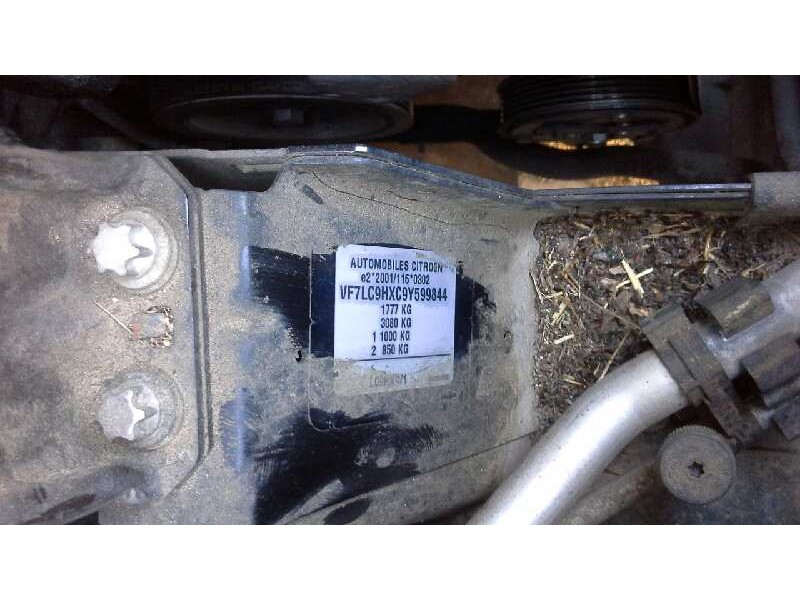 AUTOMOBILES CITROEN
e2*2001/116*0302
VF7LC9HXC9Y599844
1777 KG
3080 KG
1 1000 KG
2 850 KG